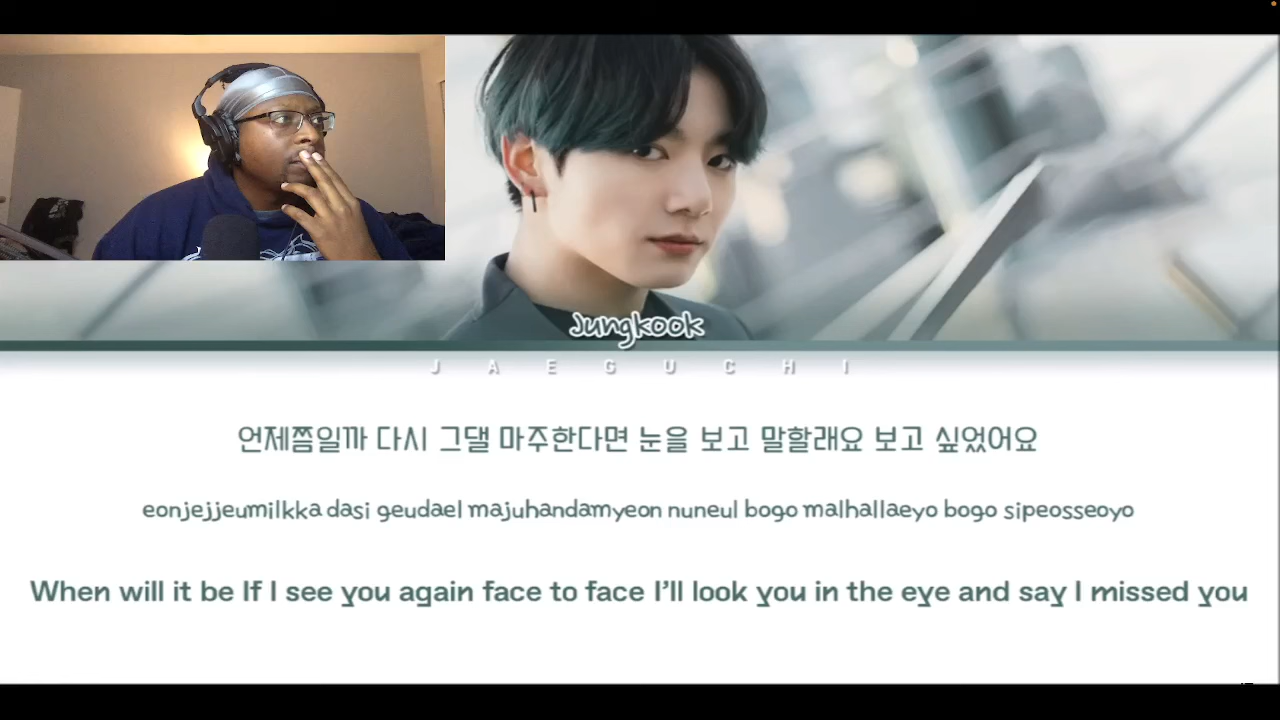 Jungkook
JAEGUCHI
언제쯤일까 다시 그댈 마주한다면 눈을 보고 말할래요 보고 싶었어요
eonjejjeumilkka dasi geudael majuhandamyeon nuneul bogo malhallaeyo bogo sipeosseoyo
When will it be If I see you again face to face I’ll look you in the eye and say I missed you